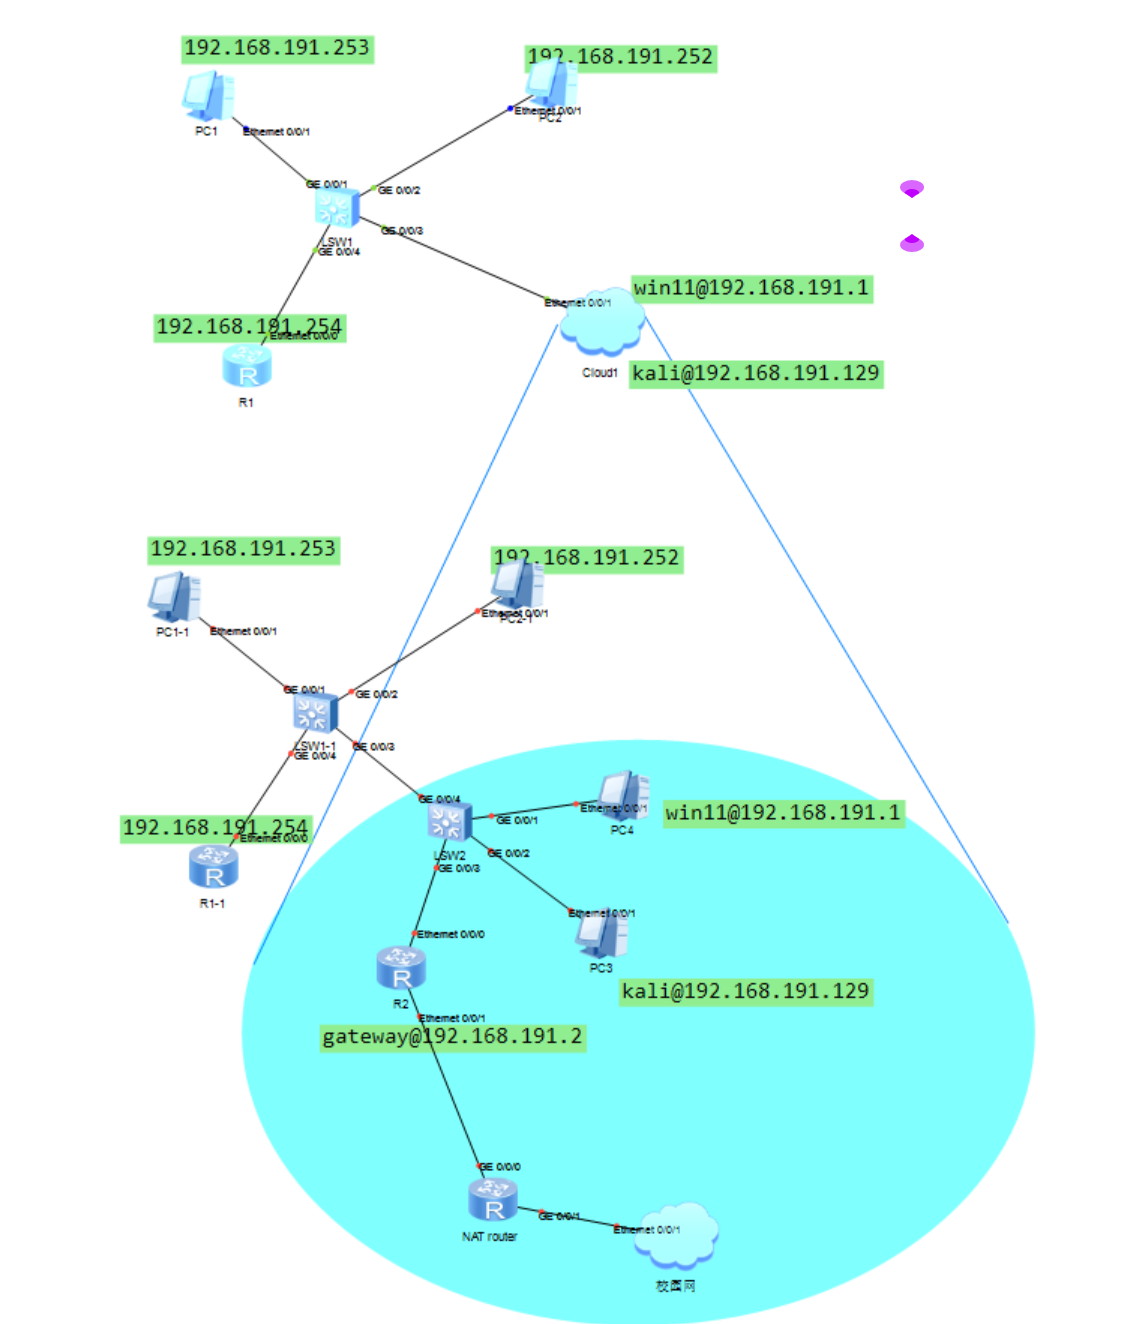 192.168.191.253
192.168.191.252
PC1
Ethernet 0/0/1
Ethernet 0/0/1
PC2
GE 0/0/1
GE 0/0/2
LSW1
GE 0/0/3
GE 0/0/4
Ethernet 0/0/1
win11@192.168.191.1
192.168.191.254
Ethernet 0/0/0
R1
Cloud1
kali@192.168.191.129
192.168.191.253
192.168.191.252
PC1-1
Ethernet 0/0/1
Ethernet 0/0/1
PC2-1
GE 0/0/1
GE 0/0/2
LSW1-1
GE 0/0/3
GE 0/0/4
GE 0/0/4
192.168.191.254
Ethernet 0/0/0
R1-1
LSW2
GE 0/0/1
Ethernet 0/0/1
PC4
win11@192.168.191.1
GE 0/0/2
GE 0/0/3
Ethernet 0/0/1
PC3
kali@192.168.191.129
Ethernet 0/0/0
R2
Ethernet 0/0/1
gateway@192.168.191.2
GE 0/0/0
NAT router
GE 0/0/1
Ethernet 0/0/1
校园网